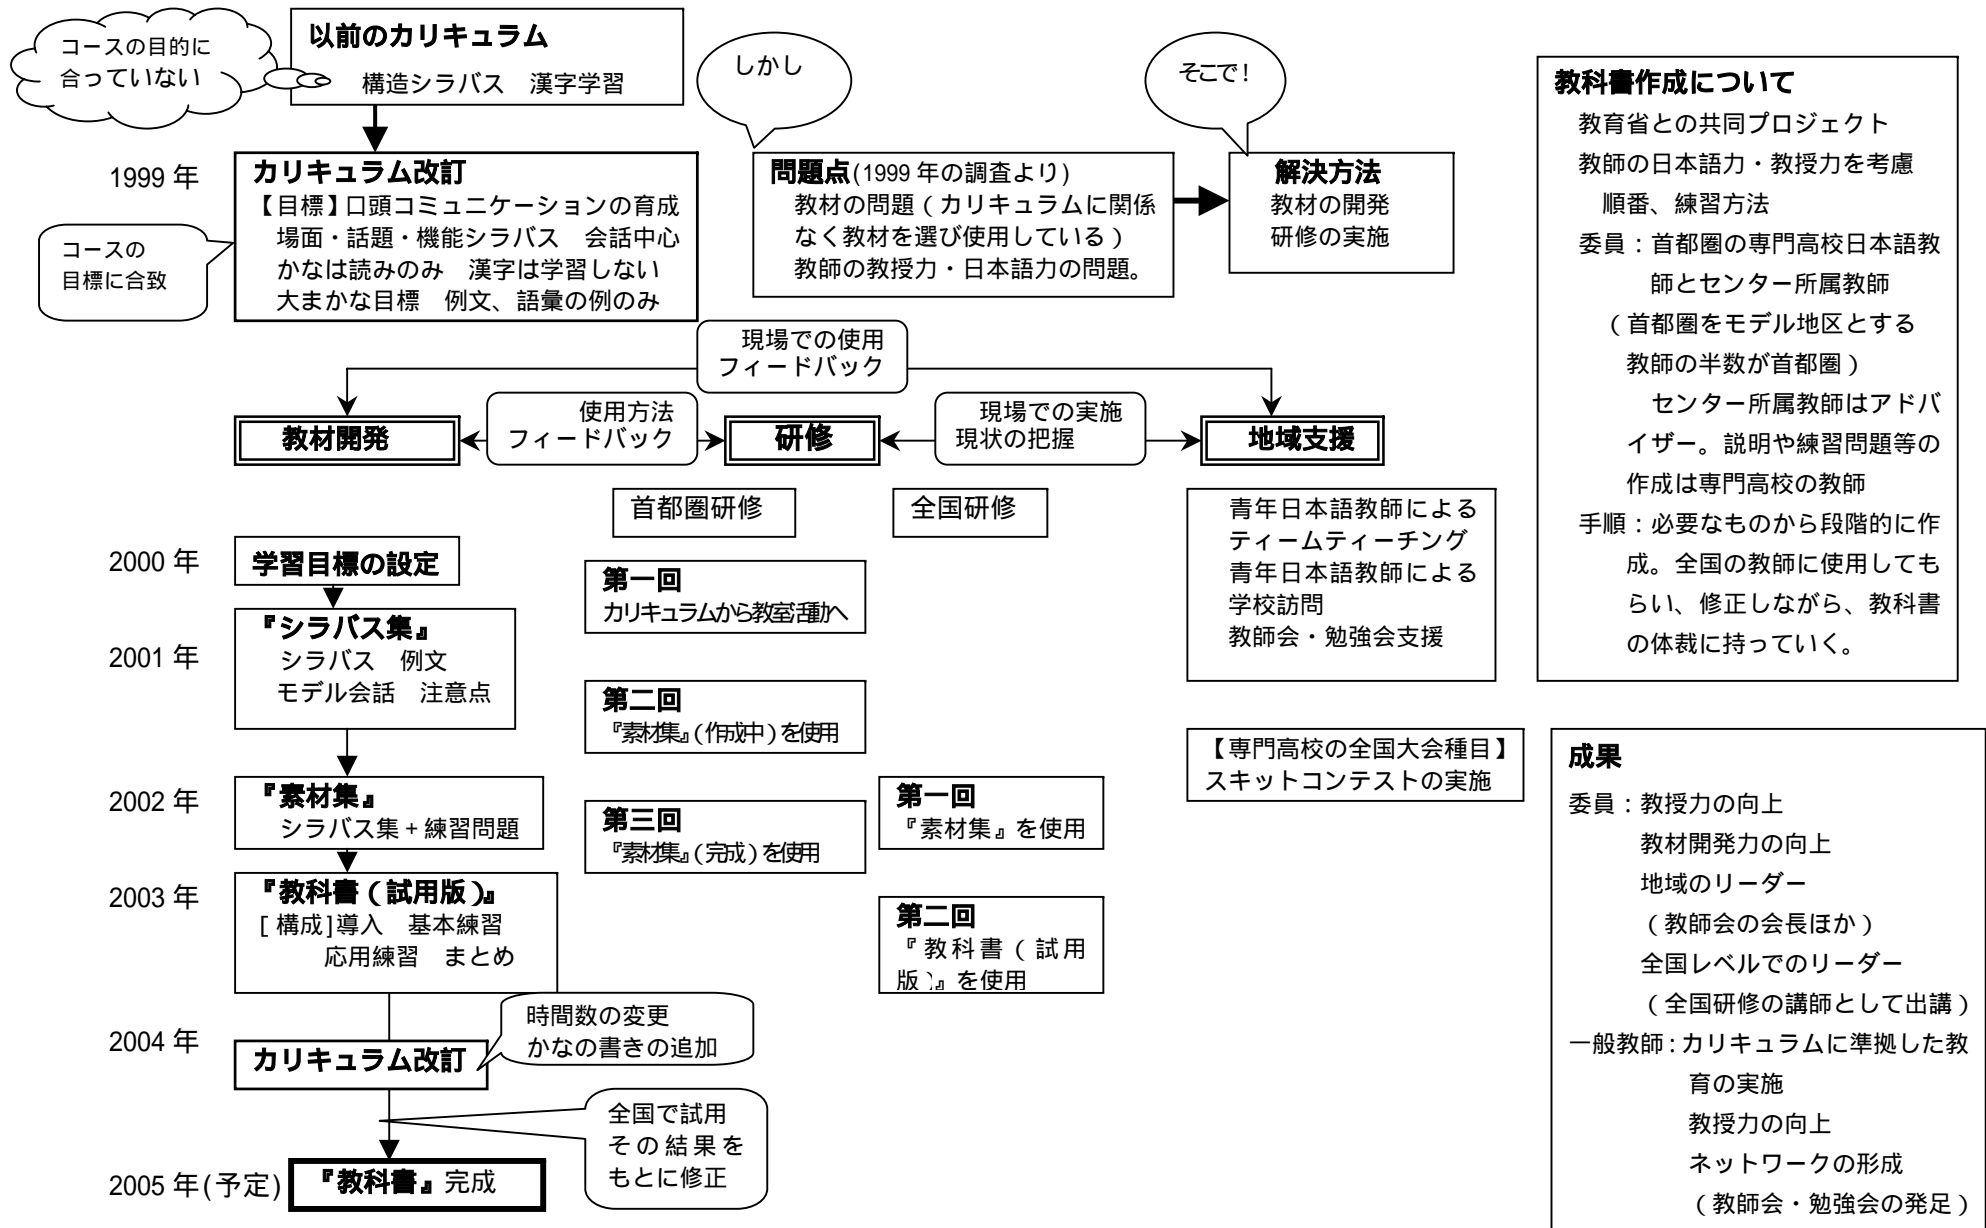 コースの目的に
合っていない
以前のカリキュラム
構造シラバス　漢字学習
しかし
そこで！
1999 年
カリキュラム改訂
【目標】口頭コミュニケーションの育成
場面・話題・機能シラバス　会話中心
かなは読みのみ　漢字は学習しない
大まかな目標　例文、語彙の例のみ
コースの
目標に合致
問題点(1999 年の調査より)
教材の問題（カリキュラムに関係
なく教材を選び使用している）
教師の教授力・日本語力の問題。
解決方法
教材の開発
研修の実施
現場での使用
フィードバック
教材開発
使用方法
フィードバック
研修
現場での実施
現状の把握
地域支援
首都圏研修
全国研修
青年日本語教師による
ティームティーチング
青年日本語教師による
学校訪問
教師会・勉強会支援
【専門高校の全国大会種目】
スキットコンテストの実施
2000 年
学習目標の設定
第一回
カリキュラムから教室活動へ
2001 年
『シラバス集』
シラバス　例文
モデル会話　注意点
第二回
『素材集』（作成中）を使用
2002 年
『素材集』
シラバス集＋練習問題
第三回
『素材集』（完成）を使用
第一回
『素材集』を使用
2003 年
『教科書（試用版）』
[構成]導入　基本練習
応用練習　まとめ
第二回
『教科書（試用
版）』を使用
2004 年
カリキュラム改訂
時間数の変更
かなの書きの追加
全国で試用
その結果を
もとに修正
2005 年(予定)
『教科書』完成
教科書作成について
教育省との共同プロジェクト
教師の日本語力・教授力を考慮
順番、練習方法
委員：首都圏の専門高校日本語教
師とセンター所属教師
（首都圏をモデル地区とする
教師の半数が首都圏）
センター所属教師はアドバ
イザー。説明や練習問題等の
作成は専門高校の教師
手順：必要なものから段階的に作
成。全国の教師に使用しても
らい、修正しながら、教科書
の体裁に持っていく。
成果
委員：教授力の向上
教材開発力の向上
地域のリーダー
（教師会の会長ほか）
全国レベルでのリーダー
（全国研修の講師として出講）
一般教師：カリキュラムに準拠した教
育の実施
教授力の向上
ネットワークの形成
（教師会・勉強会の発足）